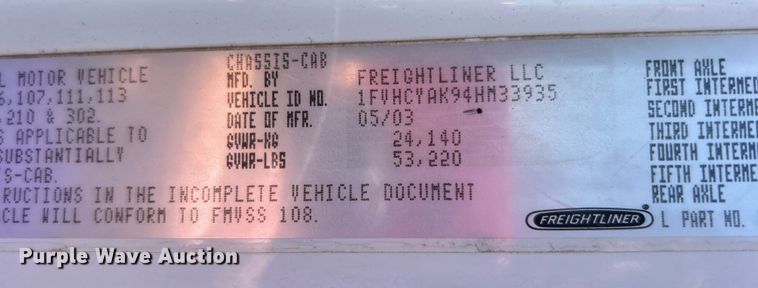 CHASSIS-CAB
L MOTOR VEHICLE MFD. BY FREIGHTLINER LLC FRONT AXLE
6,107,111,113 VEHICLE ID NO. 1FVHCYAK94HM33935 FIRST INTERMED
210 & 302. DATE OF MFR. 05/03 SECOND INTERME
S APPLICABLE TO GVWR-KG 24,140 THIRD INTERMED
SUBSTANTIALLY GVWR-LBS 53,220 FOURTH INTERM
S-CAB. FIFTH INTERME
RUCTIONS IN THE INCOMPLETE VEHICLE DOCUMENT REAR AXLE
CLE WILL CONFORM TO FMVSS 108. FREIGHTLINER L PART NO.
Purple Wave Auction